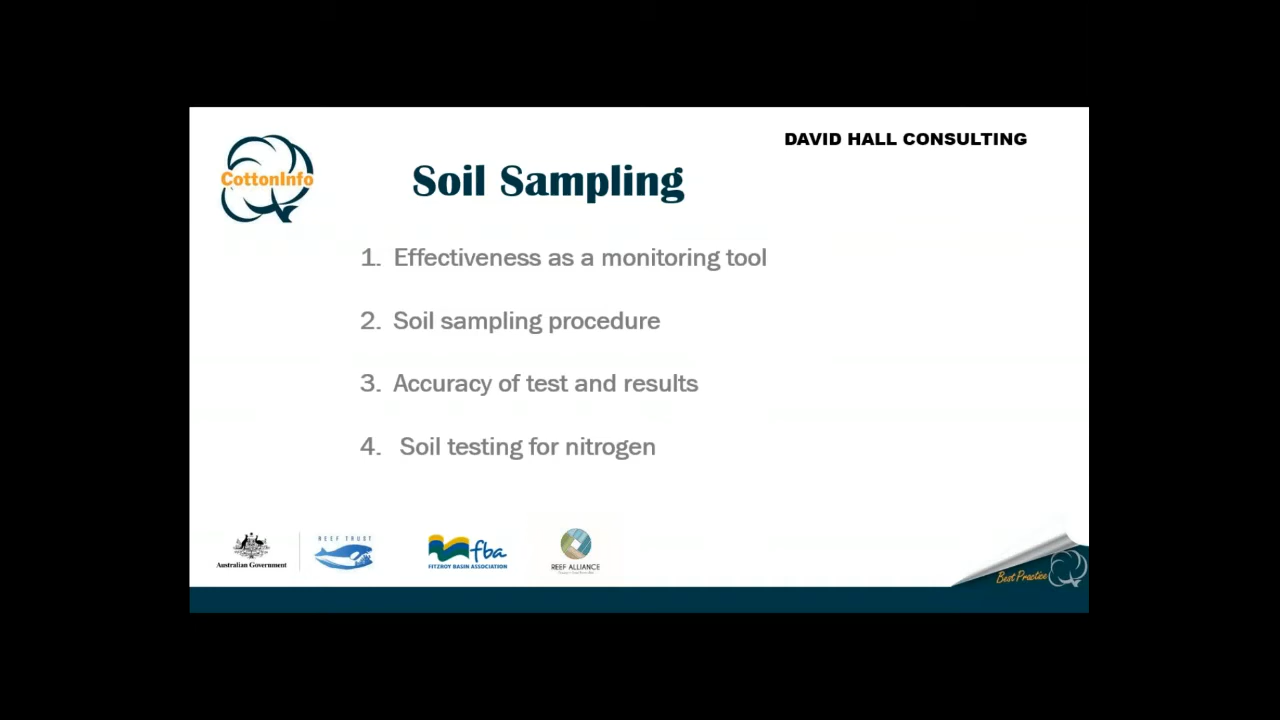 DAVID HALL CONSULTING
CottonInfo
Soil Sampling
1. Effectiveness as a monitoring tool
2. Soil sampling procedure
3. Accuracy of test and results
4. Soil testing for nitrogen
Australian Government
REEF TRUST
fba
FITZROY BASIN ASSOCIATION
REEF ALLIANCE
Best Practice